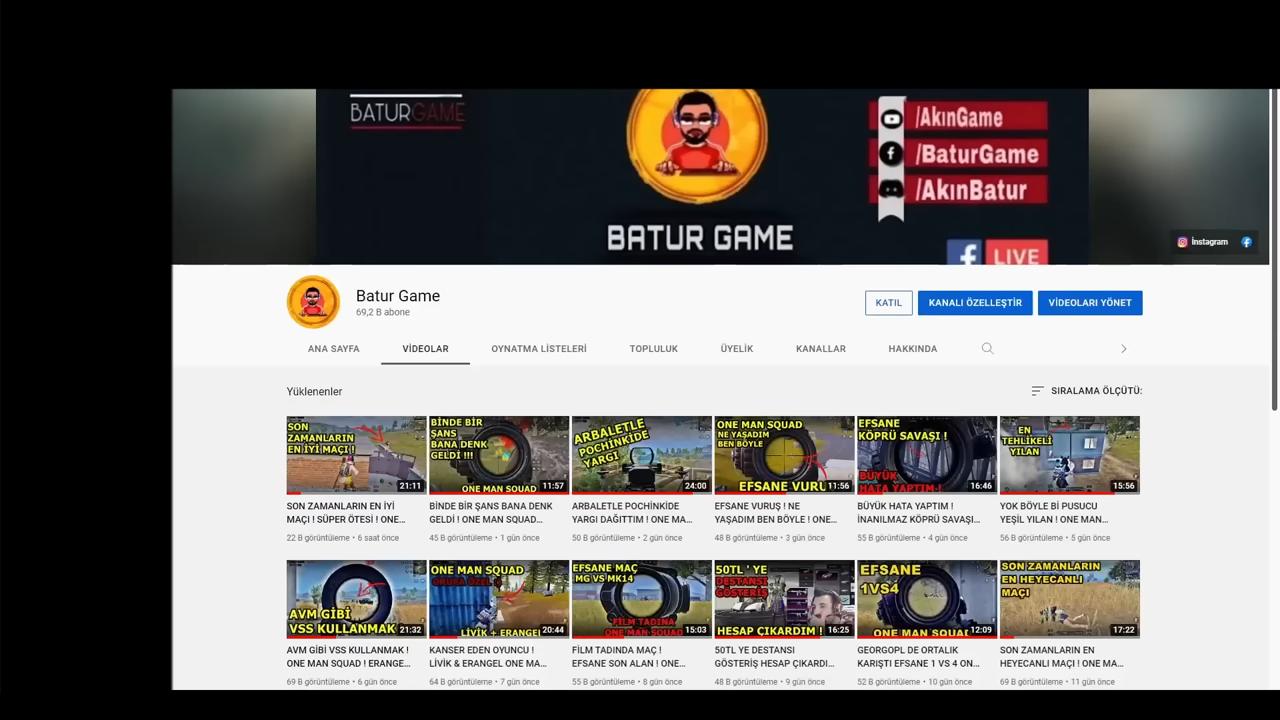 BATURGAME
/AkınGame
/BaturGame
/AkınBatur
BATUR GAME
LIVE
İnstagram
Batur Game
69,2 B abone
KATIL
KANALI ÖZELLEŞTİR
VİDEOLARI YÖNET
ANA SAYFA
VİDEOLAR
OYNATMA LİSTELERİ
TOPLULUK
ÜYELİK
KANALLAR
HAKKINDA
Yüklenenler
SIRALAMA ÖLÇÜTÜ:
SON
ZAMANLARIN
EN İYİ MAÇI !
21:11
BİNDE BİR
ŞANS
BANA DENK
GELDİ !!!
ONE MAN SQUAD
11:57
ARBALETLE
POCHİNKİDE
YARGI
24:00
ONE MAN SQUAD
NE YAŞADIM
BEN BÖYLE
EFSANE VURU
11:56
EFSANE
KÖPRÜ SAVAŞI !
BÜYÜK
HATA YAPTIM !
16:46
EN
TEHLİKELİ
YILAN
15:56
SON ZAMANLARIN EN İYİ
MAÇI ! SÜPER ÖTESİ ! ONE...
22 B görüntüleme • 6 saat önce
BİNDE BİR ŞANS BANA DENK
GELDİ ! ONE MAN SQUAD...
45 B görüntüleme • 1 gün önce
ARBALETLE POCHINKIDE
YARGI DAĞITTIM ! ONE MA...
50 B görüntüleme • 2 gün önce
EFSANE VURUŞ ! NE
YAŞADIM BEN BÖYLE ! ONE...
48 B görüntüleme • 3 gün önce
BÜYÜK HATA YAPTIM !
İNANILMAZ KÖPRÜ SAVAŞI...
55 B görüntüleme • 4 gün önce
YOK BÖYLE Bİ PUSUCU
YEŞİL YILAN ! ONE MAN...
56 B görüntüleme • 5 gün önce
AVM GİBİ
VSS KULLANMAK
21:32
ONE MAN SQUAD
LİVİK + ERANGEL
20:44
EFSANE MAÇ
MG VS MK14
FİLM TADINA
ONE MAN SQUAD
15:03
50TL ' YE
DESTANSI
GÖSTERİŞ
HESAP ÇIKARDIM !
16:25
EFSANE
1VS4
ONE MAN SQUAD
12:09
SON ZAMANLARIN
EN HEYECANLI
MAÇI
17:22
AVM GİBİ VSS KULLANMAK !
ONE MAN SQUAD ! ERANGE...
69 B görüntüleme • 6 gün önce
KANSER EDEN OYUNCU !
LİVİK & ERANGEL ONE MA...
64 B görüntüleme • 7 gün önce
FİLM TADINDA MAÇ !
EFSANE SON ALAN ! ONE...
55 B görüntüleme • 8 gün önce
50TL YE DESTANSI
GÖSTERİŞ HESAP ÇIKARDI...
48 B görüntüleme • 9 gün önce
GEORGOPL DE ORTALIK
KARIŞTI EFSANE 1 VS 4 ON...
52 B görüntüleme • 10 gün önce
SON ZAMANLARIN EN
HEYECANLI MAÇI ! ONE MA...
69 B görüntüleme • 11 gün önce